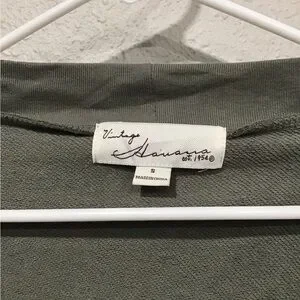 Vintage
Havana
est. 1954®
S
MADE IN CHINA